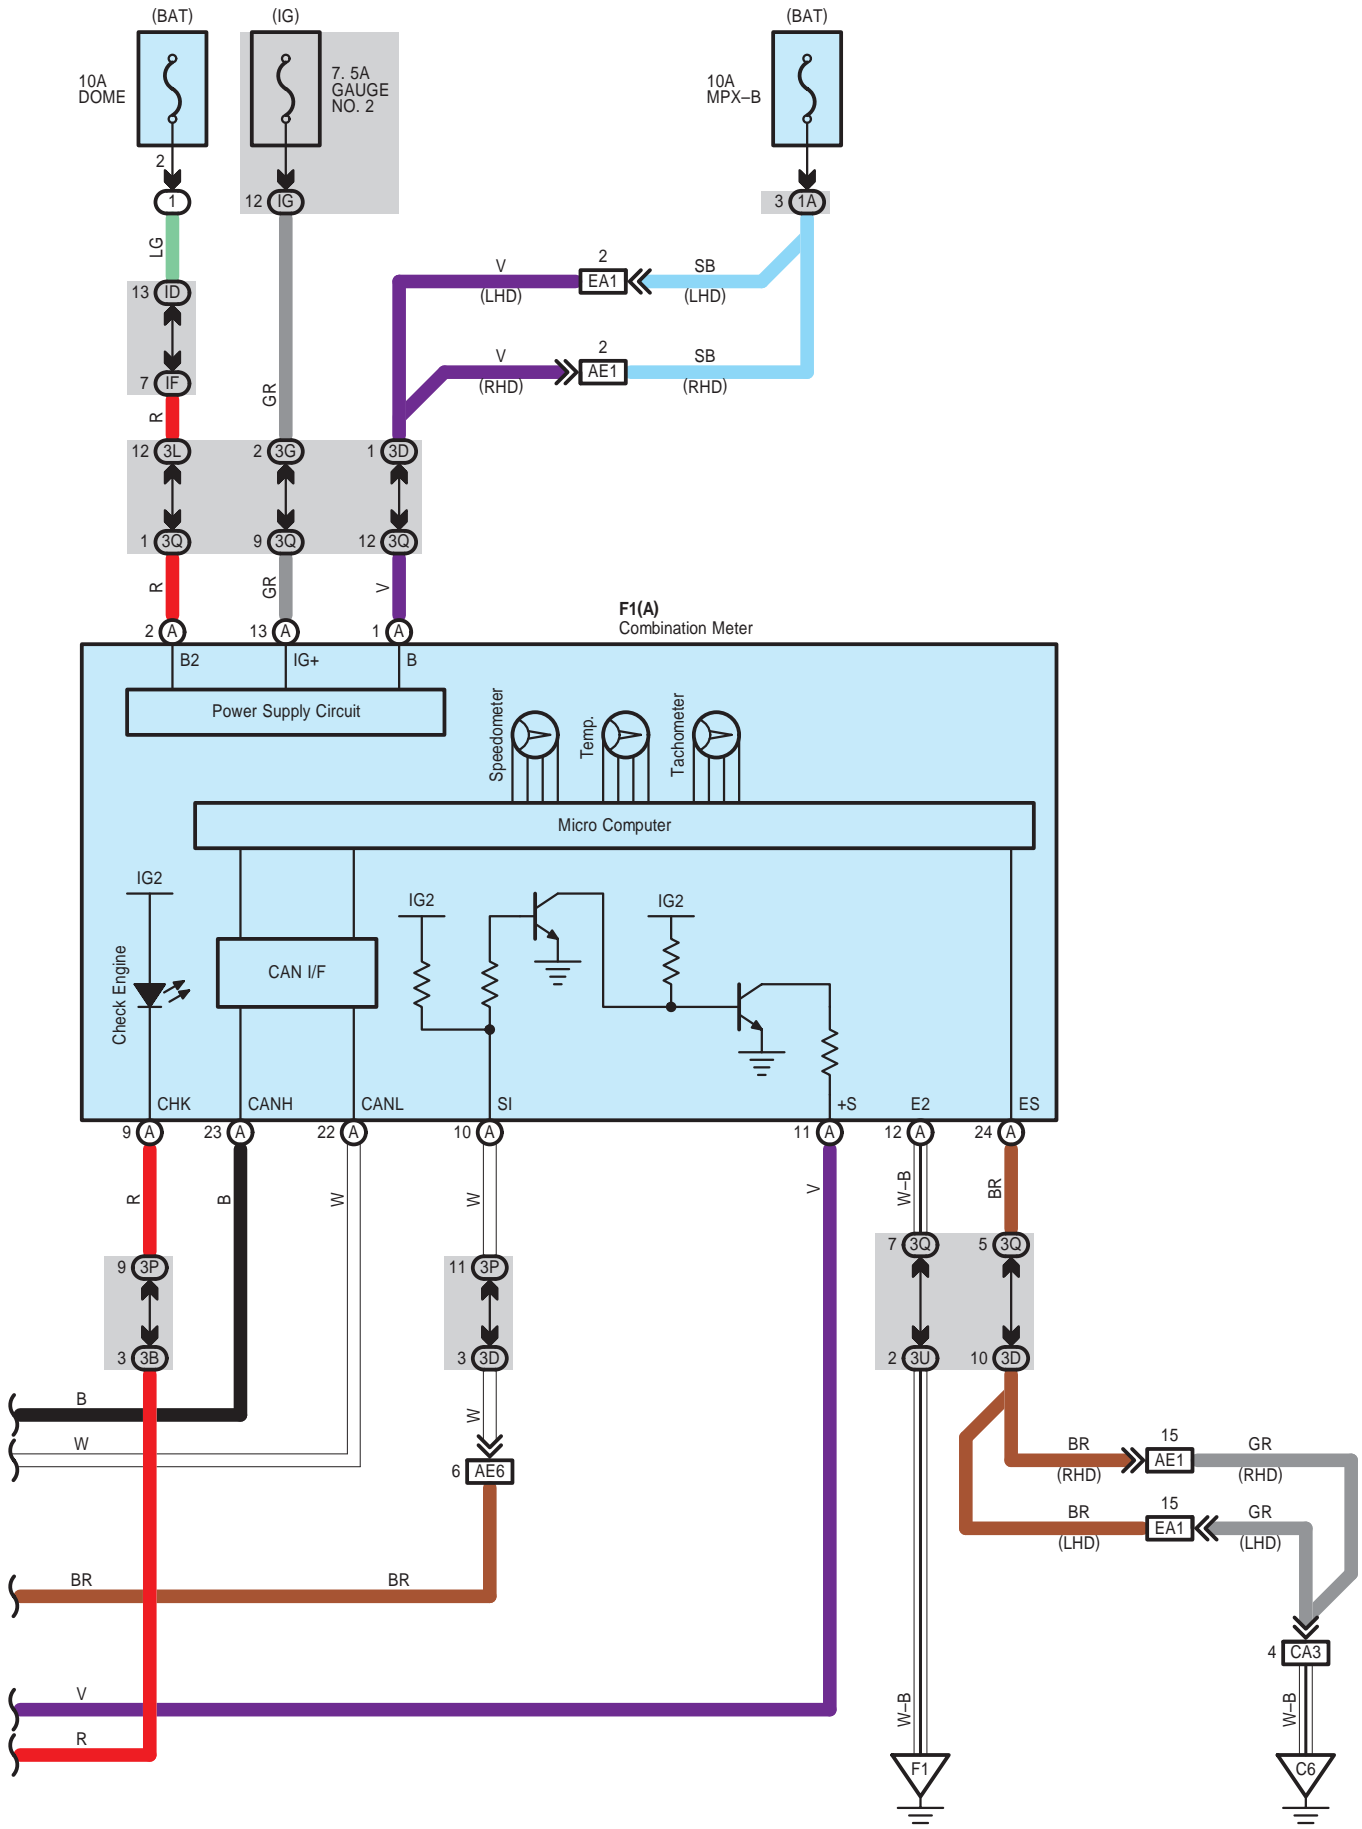 (BAT)
(IG)
(BAT)
10A
DOME
7. 5A
GAUGE
NO. 2
10A
MPX–B
2
1
12
IG
3
1A
LG
13
ID
7
IF
R
GR
V
(LHD)
2
EA1
SB
(LHD)
V
(RHD)
2
AE1
SB
(RHD)
12
3L
2
3G
1
3D
1
3Q
9
3Q
12
3Q
R
GR
V
2
A
13
A
1
A
F1(A)
Combination Meter
B2
IG+
B
Power Supply Circuit
Speedometer
Temp.
Tachometer
Micro Computer
IG2
IG2
IG2
Check Engine
CAN I/F
CHK
CANH
CANL
SI
+S
E2
ES
9
A
23
A
22
A
10
A
11
A
12
A
24
A
R
B
W
W
V
W–B
BR
9
3P
11
3P
7
3Q
5
3Q
3
3B
3
3D
2
3U
10
3D
B
W
W
6
AE6
BR
(RHD)
15
AE1
GR
(RHD)
BR
(LHD)
15
EA1
GR
(LHD)
BR
BR
4
CA3
V
R
W–B
W–B
F1
C6